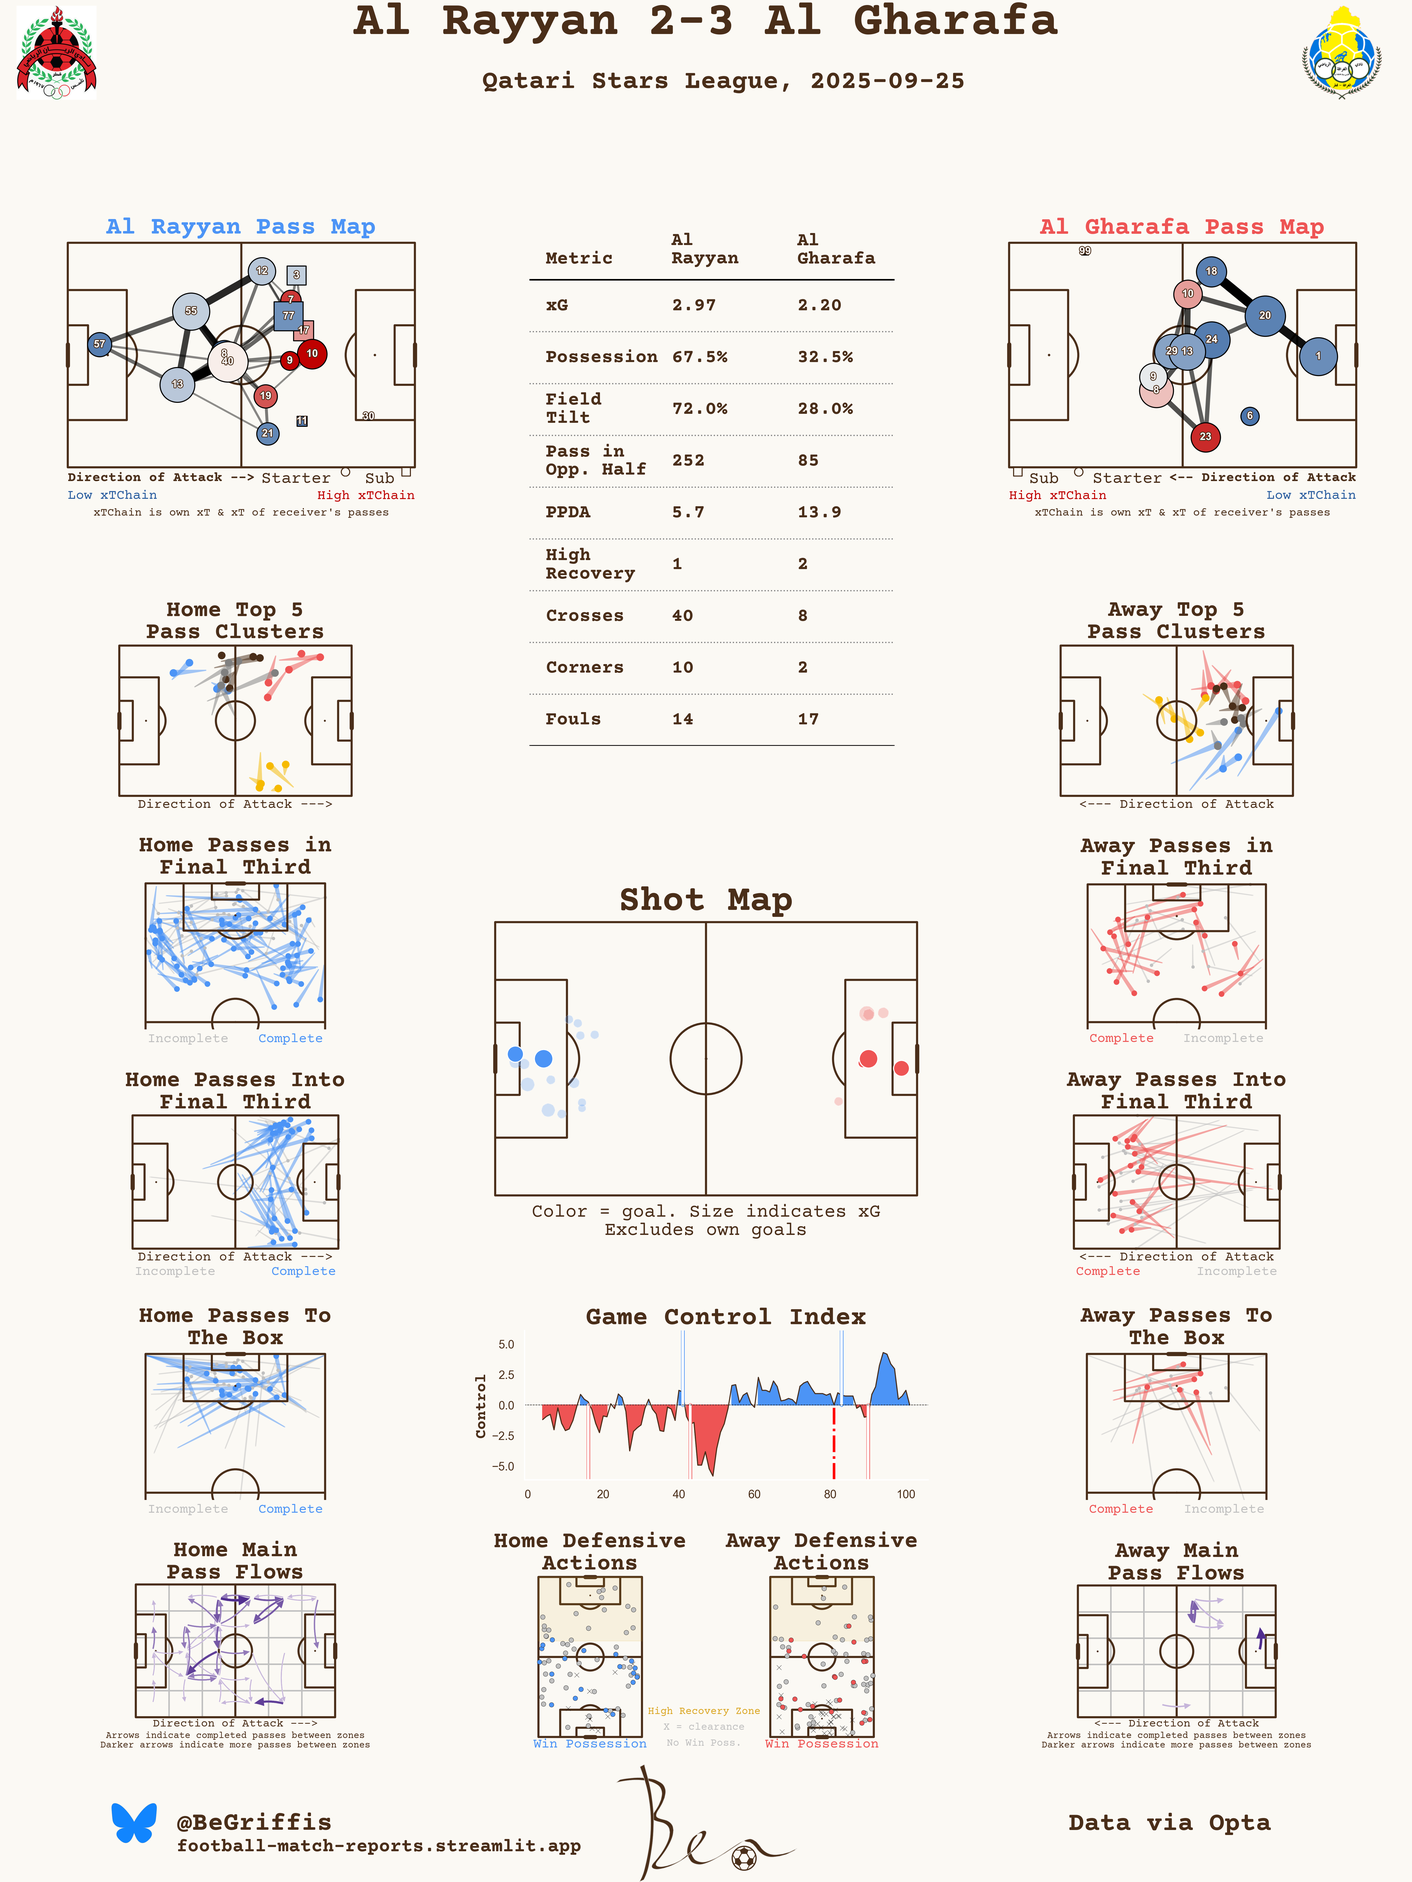 Al Rayyan 2-3 Al Gharafa
Qatari Stars League, 2025-09-25
Al Rayyan Pass Map
12
3
7
55
77
17
57
8
40
9
10
13
19
11
30
21
Direction of Attack --> Starter Sub
Low xTChain High xTChain
xTChain is own xT & xT of receiver's passes
Metric Al Rayyan Al Gharafa
xG 2.97 2.20
Possession 67.5% 32.5%
Field Tilt 72.0% 28.0%
Pass in Opp. Half 252 85
PPDA 5.7 13.9
High Recovery 1 2
Crosses 40 8
Corners 10 2
Fouls 14 17
Al Gharafa Pass Map
99
18
10
20
24
29
13
1
9
8
6
23
Sub Starter <-- Direction of Attack
High xTChain Low xTChain
xTChain is own xT & xT of receiver's passes
Home Top 5
Pass Clusters
Direction of Attack --->
Away Top 5
Pass Clusters
<--- Direction of Attack
Home Passes in
Final Third
Incomplete Complete
Away Passes in
Final Third
Complete Incomplete
Shot Map
Color = goal. Size indicates xG
Excludes own goals
Home Passes Into
Final Third
Direction of Attack --->
Incomplete Complete
Away Passes Into
Final Third
<--- Direction of Attack
Complete Incomplete
Game Control Index
Control
5.0
2.5
0.0
−2.5
−5.0
0 20 40 60 80 100
Home Passes To
The Box
Incomplete Complete
Away Passes To
The Box
Complete Incomplete
Home Main
Pass Flows
Direction of Attack --->
Arrows indicate completed passes between zones
Darker arrows indicate more passes between zones
Home Defensive
Actions
Win Possession
High Recovery Zone
X = clearance
No Win Poss.
Away Defensive
Actions
Win Possession
Away Main
Pass Flows
<--- Direction of Attack
Arrows indicate completed passes between zones
Darker arrows indicate more passes between zones
@BeGriffis
football-match-reports.streamlit.app
Ben
Data via Opta